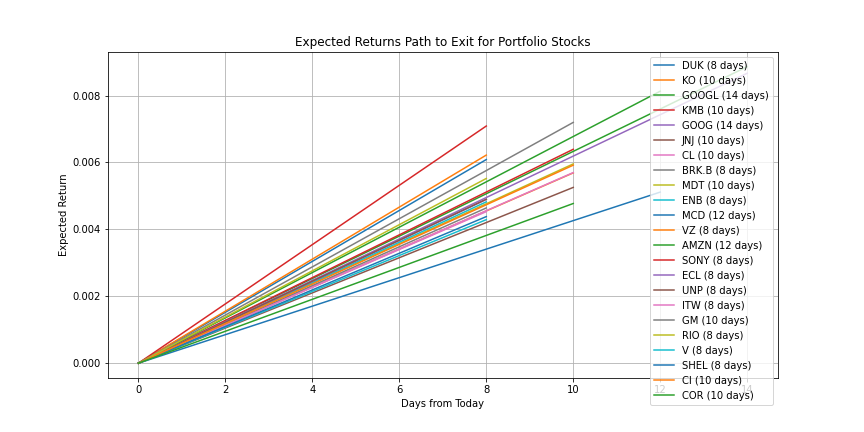 Expected Returns Path to Exit for Portfolio Stocks
Expected Return
0.008
0.006
0.004
0.002
0.000
DUK (8 days)
KO (10 days)
GOOGL (14 days)
KMB (10 days)
GOOG (14 days)
JNJ (10 days)
CL (10 days)
BRK.B (8 days)
MDT (10 days)
ENB (8 days)
MCD (12 days)
VZ (8 days)
AMZN (12 days)
SONY (8 days)
ECL (8 days)
UNP (8 days)
ITW (8 days)
GM (10 days)
RIO (8 days)
V (8 days)
SHEL (8 days)
CI (10 days)
COR (10 days)
0 2 4 6 8 10 12 14
Days from Today